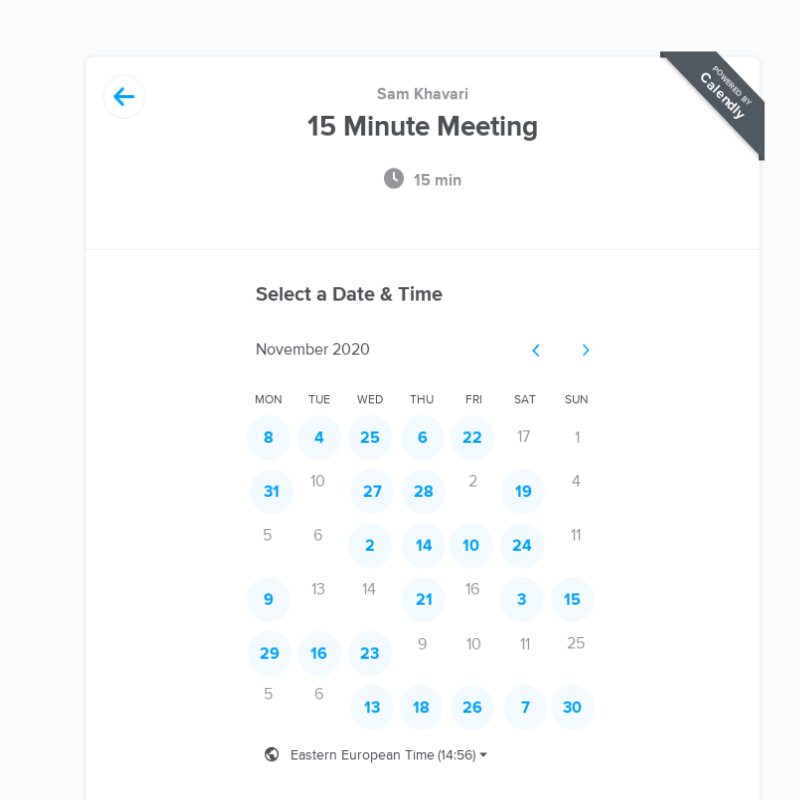 POWERED BY
Calendly
Sam Khavari
15 Minute Meeting
15 min
Select a Date & Time
November 2020
MON TUE WED THU FRI SAT SUN
8 4 25 6 22 17 1
31 10 27 28 2 19 4
5 6 2 14 10 24 11
9 13 14 21 16 3 15
29 16 23 9 10 11 25
5 6 13 18 26 7 30
Eastern European Time (14:56)